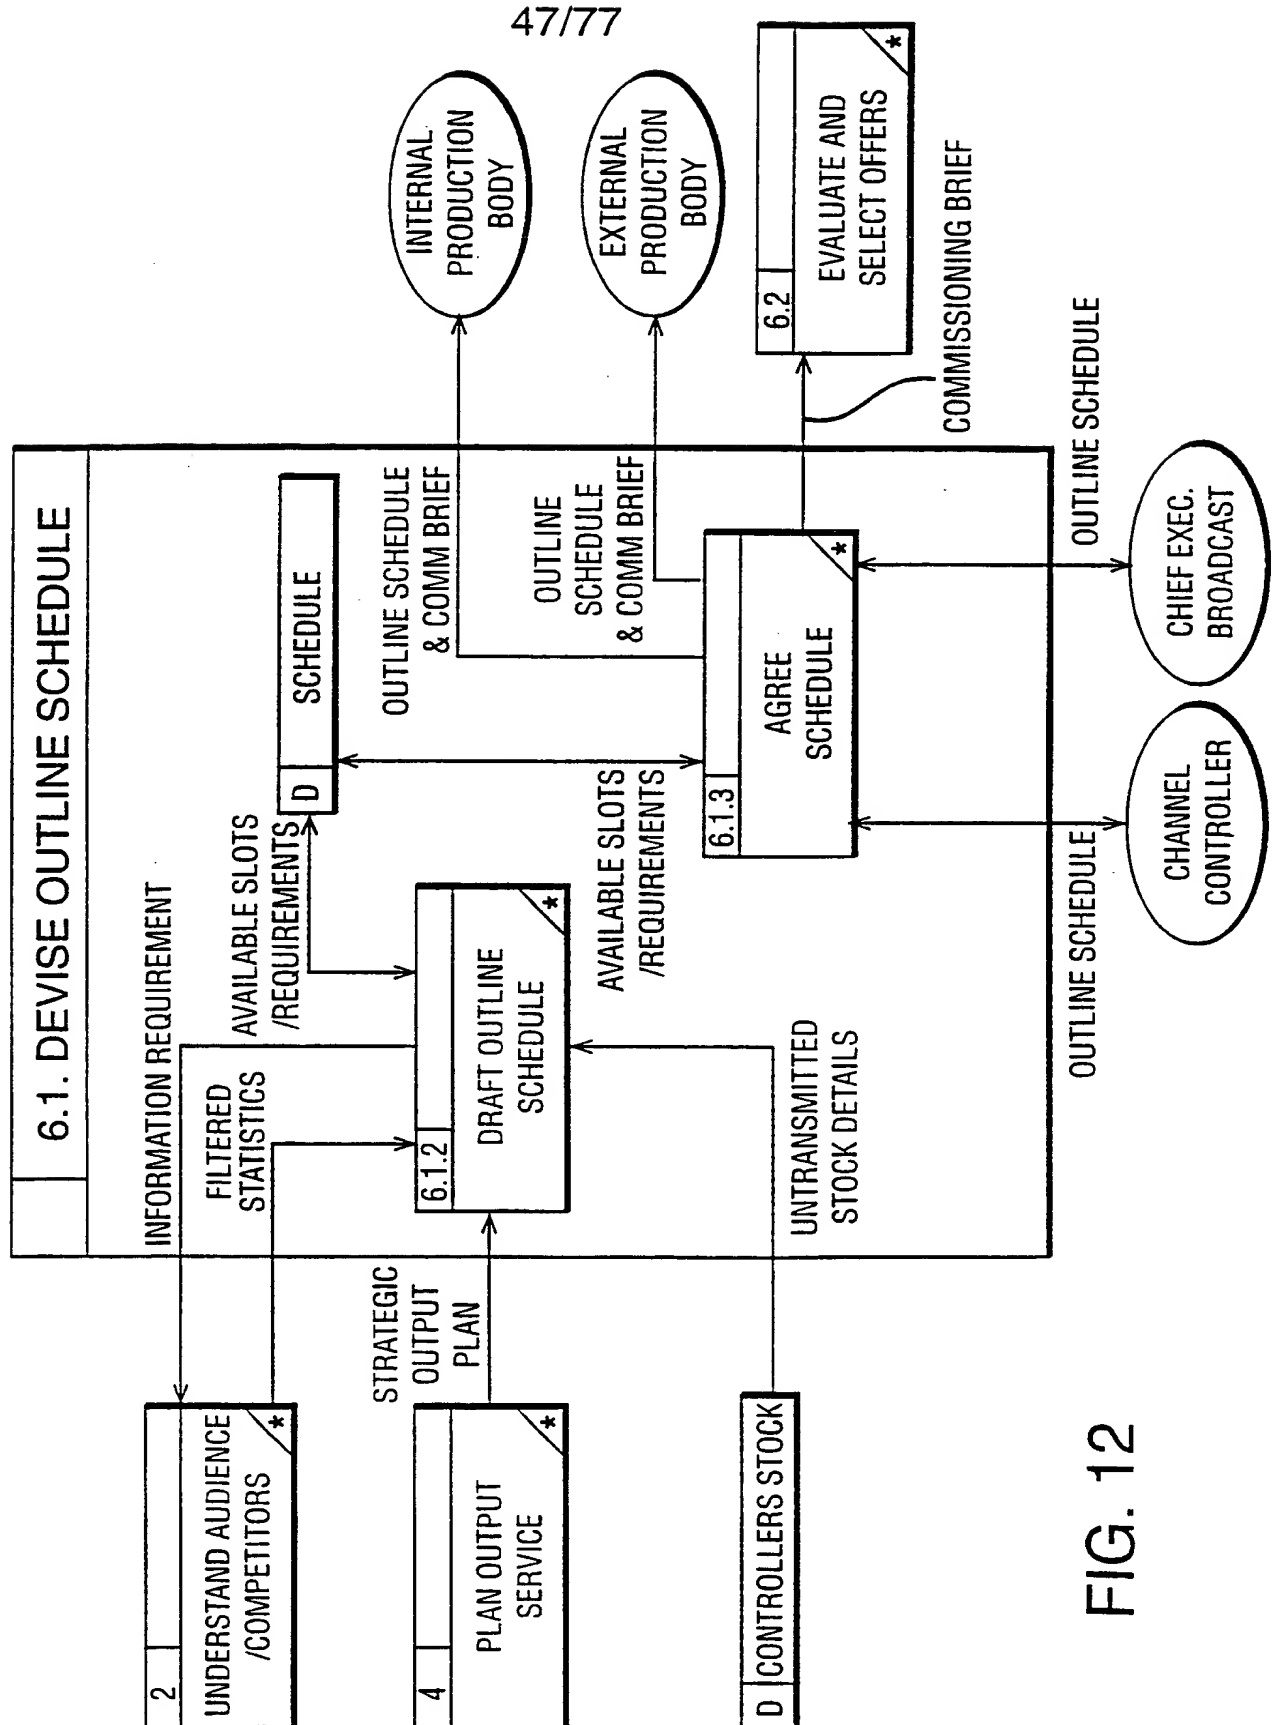 47/77
6.1. DEVISE OUTLINE SCHEDULE
2
UNDERSTAND AUDIENCE
/COMPETITORS
*
INFORMATION REQUIREMENT
FILTERED
STATISTICS
4
PLAN OUTPUT
SERVICE
*
STRATEGIC
OUTPUT
PLAN
D
CONTROLLERS STOCK
UNTRANSMITTED
STOCK DETAILS
6.1.2
DRAFT OUTLINE
SCHEDULE
*
AVAILABLE SLOTS
/REQUIREMENTS
D
SCHEDULE
AVAILABLE SLOTS
/REQUIREMENTS
6.1.3
AGREE
SCHEDULE
*
OUTLINE SCHEDULE
& COMM BRIEF
OUTLINE
SCHEDULE
& COMM BRIEF
INTERNAL
PRODUCTION
BODY
EXTERNAL
PRODUCTION
BODY
6.2
EVALUATE AND
SELECT OFFERS
*
COMMISSIONING BRIEF
OUTLINE SCHEDULE
CHANNEL
CONTROLLER
OUTLINE SCHEDULE
CHIEF EXEC.
BROADCAST
FIG. 12